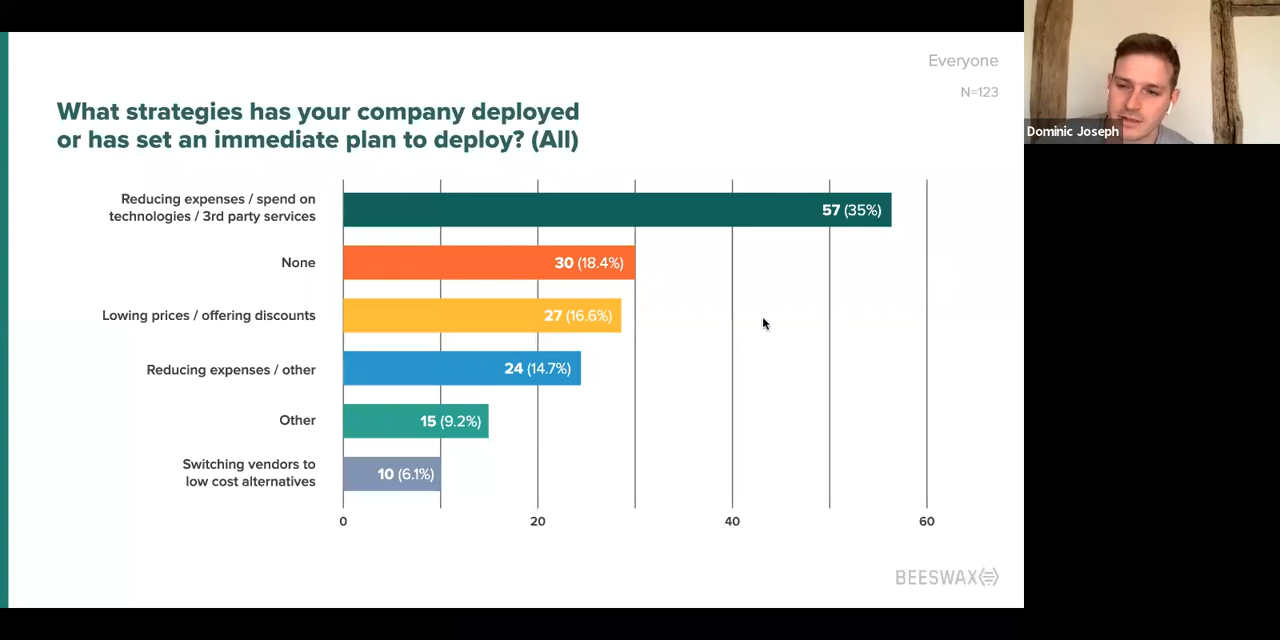 Everyone
N=123
What strategies has your company deployed
or has set an immediate plan to deploy? (All)
Reducing expenses / spend on
technologies / 3rd party services
57 (35%)
None
30 (18.4%)
Lowing prices / offering discounts
27 (16.6%)
Reducing expenses / other
24 (14.7%)
Other
15 (9.2%)
Switching vendors to
low cost alternatives
10 (6.1%)
0
20
40
60
BEESWAX
Dominic Joseph